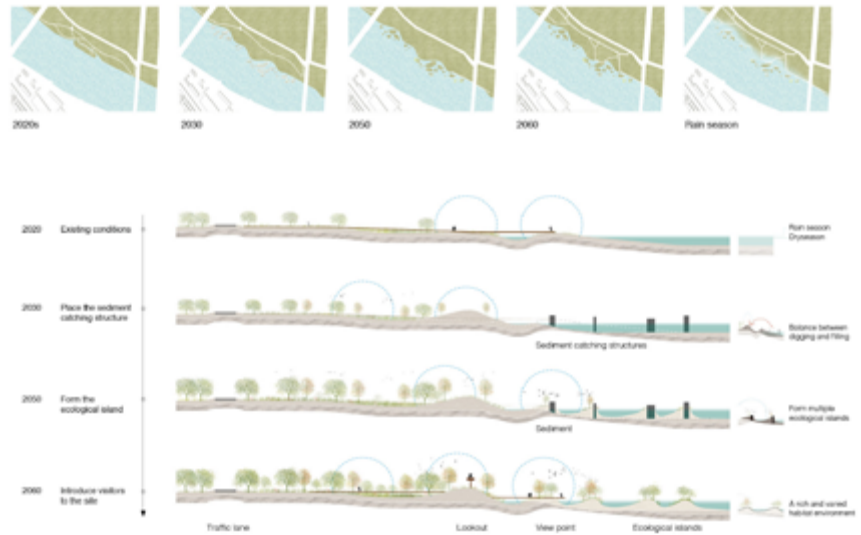 2020s
2030
2050
2060
Rain season
2020
Existing conditions
Rain season
Dryseason
2030
Place the sediment
catching structure
Sediment catching structures
Balance between
digging and filling
2050
Form the
ecological island
Sediment
Form multiple
ecological islands
2060
Introduce visitors
to the site
A rich and varied
habitat environment
Traffic lane
Lookout
View point
Ecological islands